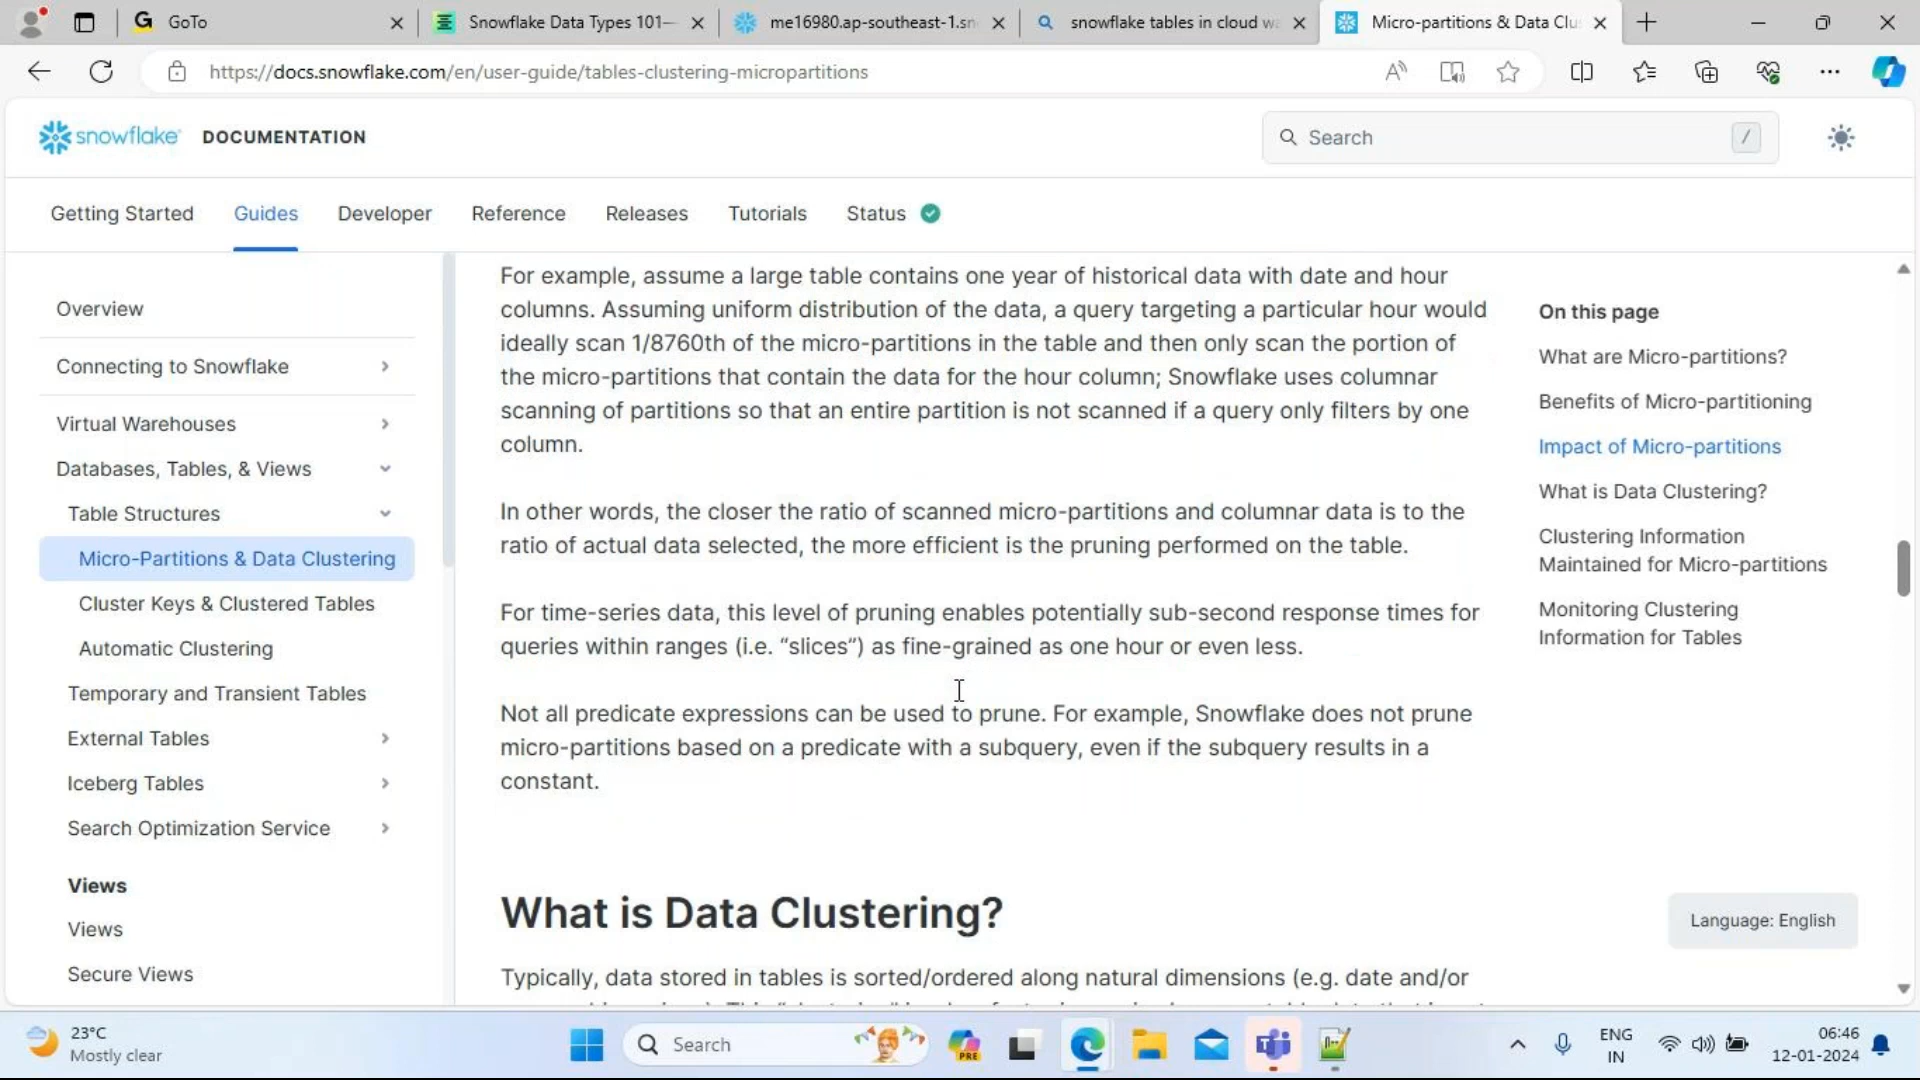 GoTo
Snowflake Data Types 101—
me16980.ap-southeast-1.sn
snowflake tables in cloud wa
Micro-partitions & Data Clu
https://docs.snowflake.com/en/user-guide/tables-clustering-micropartitions
snowflake DOCUMENTATION
Search /
Getting Started Guides Developer Reference Releases Tutorials Status
Overview
Connecting to Snowflake
Virtual Warehouses
Databases, Tables, & Views
Table Structures
Micro-Partitions & Data Clustering
Cluster Keys & Clustered Tables
Automatic Clustering
Temporary and Transient Tables
External Tables
Iceberg Tables
Search Optimization Service
Views
Views
Secure Views
For example, assume a large table contains one year of historical data with date and hour
columns. Assuming uniform distribution of the data, a query targeting a particular hour would
ideally scan 1/8760th of the micro-partitions in the table and then only scan the portion of
the micro-partitions that contain the data for the hour column; Snowflake uses columnar
scanning of partitions so that an entire partition is not scanned if a query only filters by one
column.
In other words, the closer the ratio of scanned micro-partitions and columnar data is to the
ratio of actual data selected, the more efficient is the pruning performed on the table.
For time-series data, this level of pruning enables potentially sub-second response times for
queries within ranges (i.e. “slices”) as fine-grained as one hour or even less.
Not all predicate expressions can be used to prune. For example, Snowflake does not prune
micro-partitions based on a predicate with a subquery, even if the subquery results in a
constant.
What is Data Clustering?
Typically, data stored in tables is sorted/ordered along natural dimensions (e.g. date and/or
On this page
What are Micro-partitions?
Benefits of Micro-partitioning
Impact of Micro-partitions
What is Data Clustering?
Clustering Information
Maintained for Micro-partitions
Monitoring Clustering
Information for Tables
Language: English
23°C
Mostly clear
Search
PRE
ENG
IN
06:46
12-01-2024